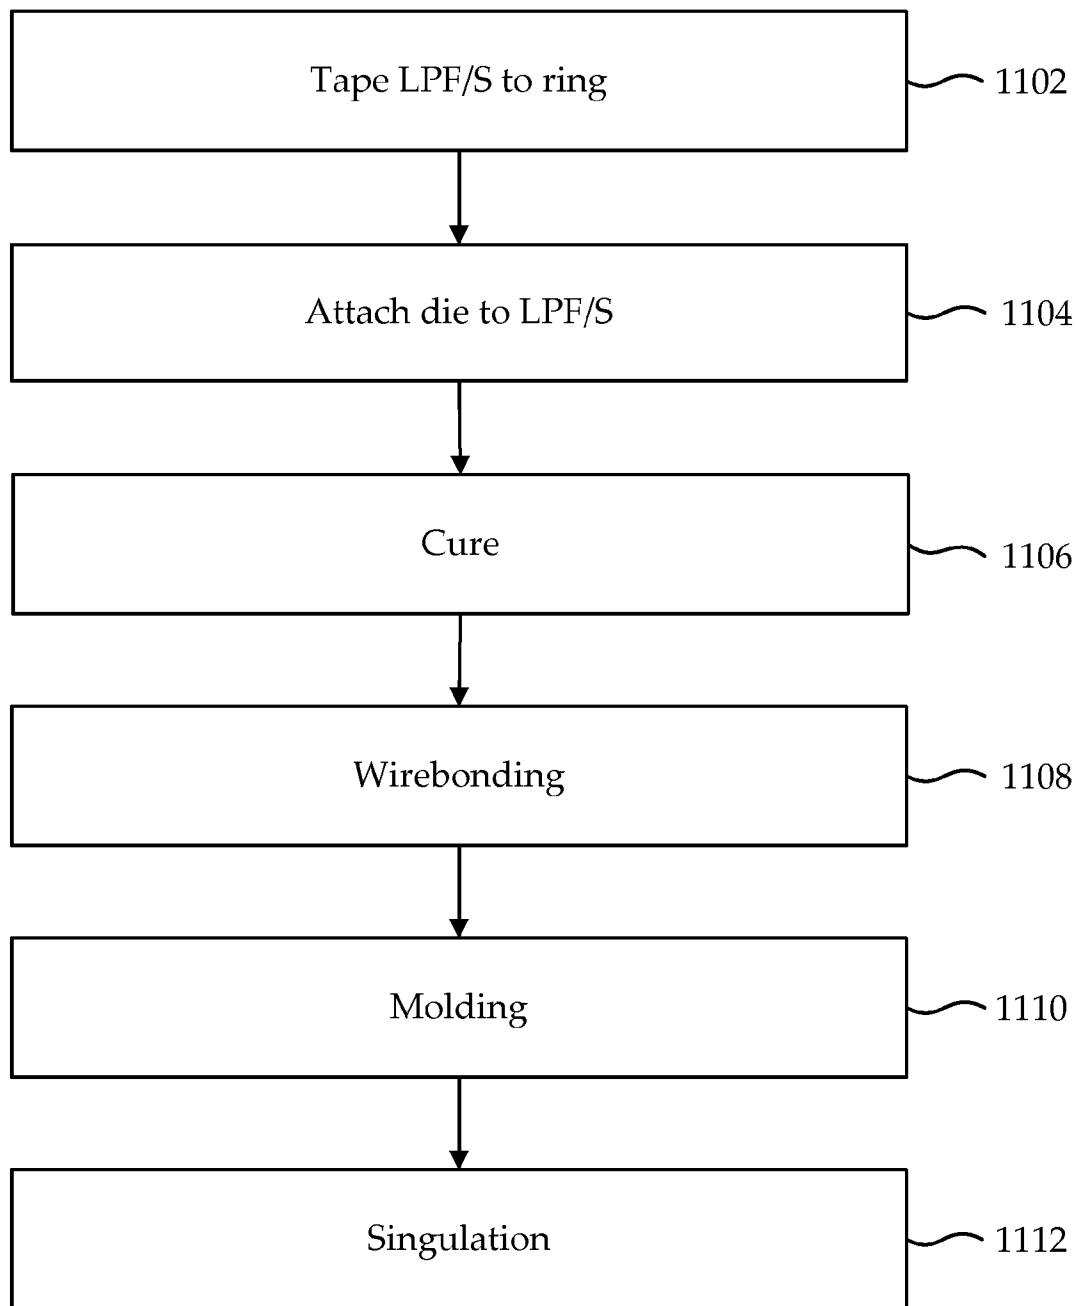 Tape LPF/S to ring
1102
Attach die to LPF/S
1104
Cure
1106
Wirebonding
1108
Molding
1110
Singulation
1112